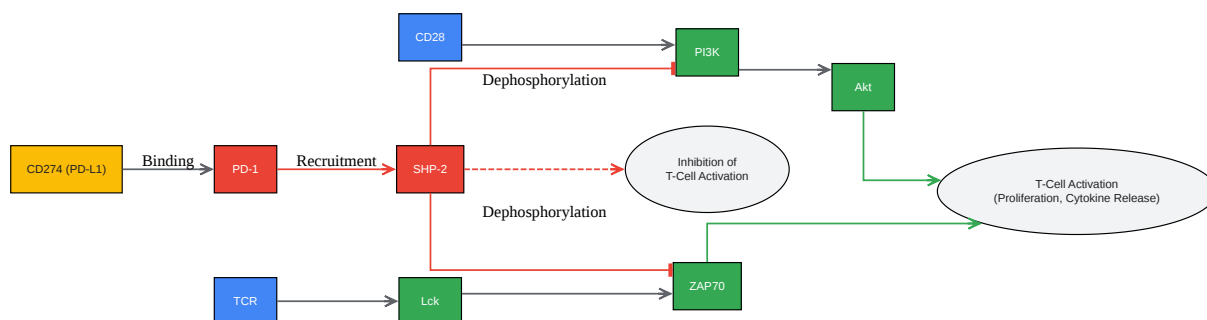 CD28
PI3K
Dephosphorylation
Akt
CD274 (PD-L1)
Binding
PD-1
Recruitment
SHP-2
Inhibition of
T-Cell Activation
T-Cell Activation
(Proliferation, Cytokine Release)
Dephosphorylation
TCR
Lck
ZAP70